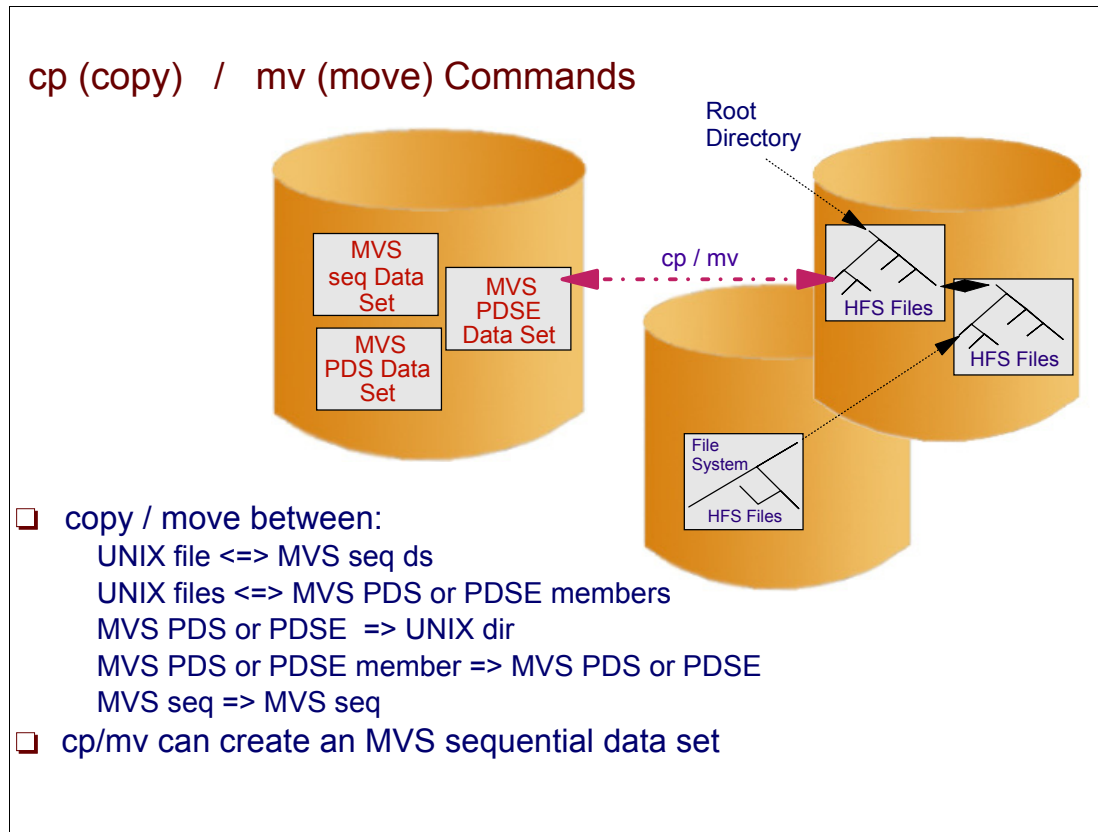 cp (copy) / mv (move) Commands
Root
Directory
MVS
seq Data
Set
MVS
PDSE
Data Set
MVS
PDS Data
Set
cp / mv
HFS Files
HFS Files
File
System
HFS Files
❑ copy / move between:
UNIX file <=> MVS seq ds
UNIX files <=> MVS PDS or PDSE members
MVS PDS or PDSE => UNIX dir
MVS PDS or PDSE member => MVS PDS or PDSE
MVS seq => MVS seq
❑ cp/mv can create an MVS sequential data set